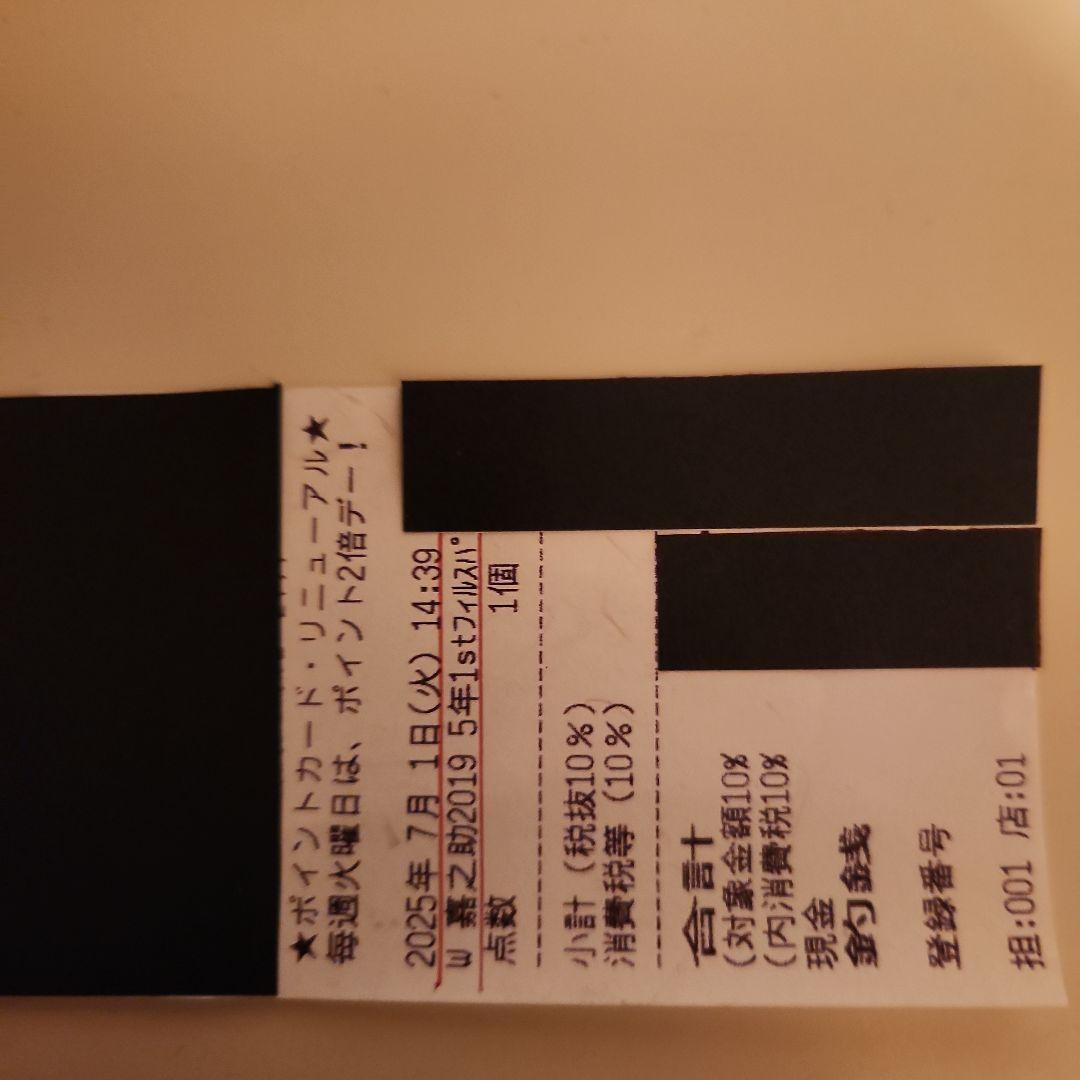 ★ポイントカード・リニューアル★
毎週火曜日は、ポイント2倍デー!
2025年 7月 1日(火) 14:39
W 嘉之助2019 5年1stフィルスパ
点数 1個
小計 (税抜10%)
消費税等 (10%)
合計
(対象金額10%
(内消費税10%
現金
釣銭
登録番号
担:001 店:01